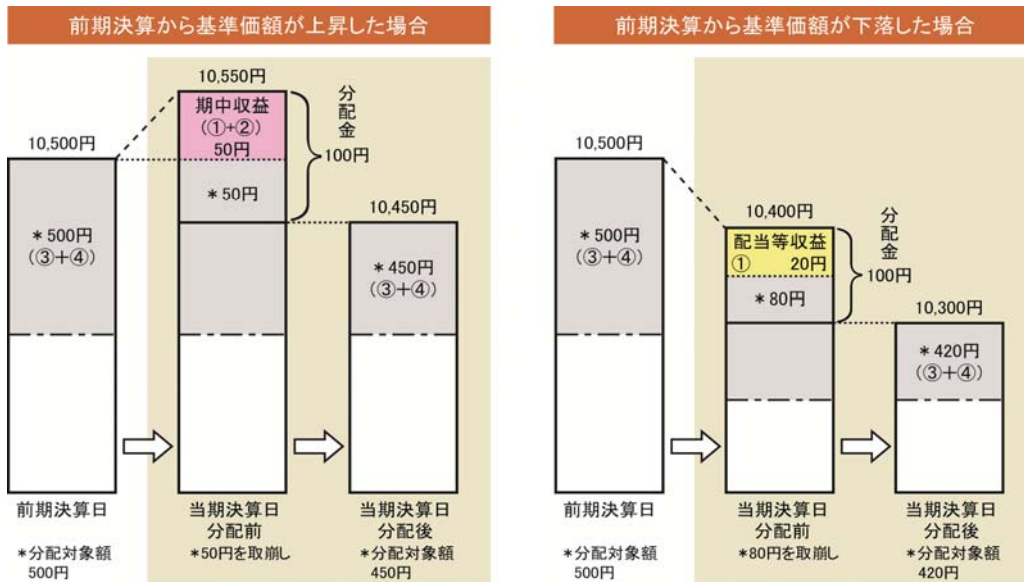 前期決算から基準価額が上昇した場合
10,550円
期中収益
(①+②)
50円
分配金
100円
10,500円
*50円
10,450円
*500円
(③+④)
*450円
(③+④)
前期決算日
当期決算日
分配前
当期決算日
分配後
*分配対象額
500円
*50円を取崩し
*分配対象額
450円
前期決算から基準価額が下落した場合
10,500円
10,400円
配当等収益
① 20円
分配金
100円
*500円
(③+④)
*80円
10,300円
*420円
(③+④)
前期決算日
当期決算日
分配前
当期決算日
分配後
*分配対象額
500円
*80円を取崩し
*分配対象額
420円